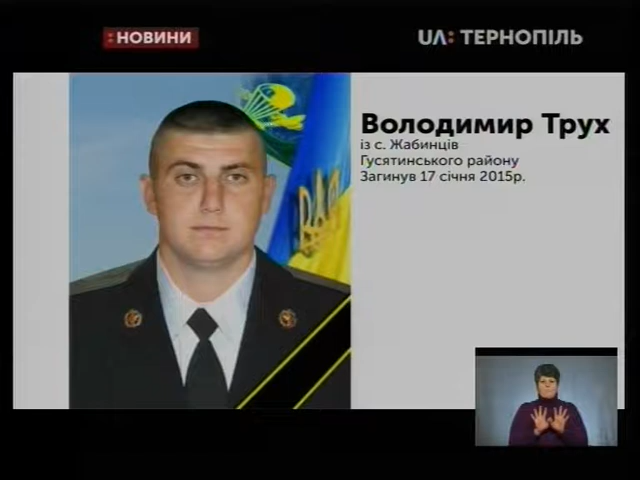 :НОВИНИ
UA: ТЕРНОПІЛЬ
Володимир Трух
із с. Жабинців
Гусятинського району
Загинув 17 січня 2015р.